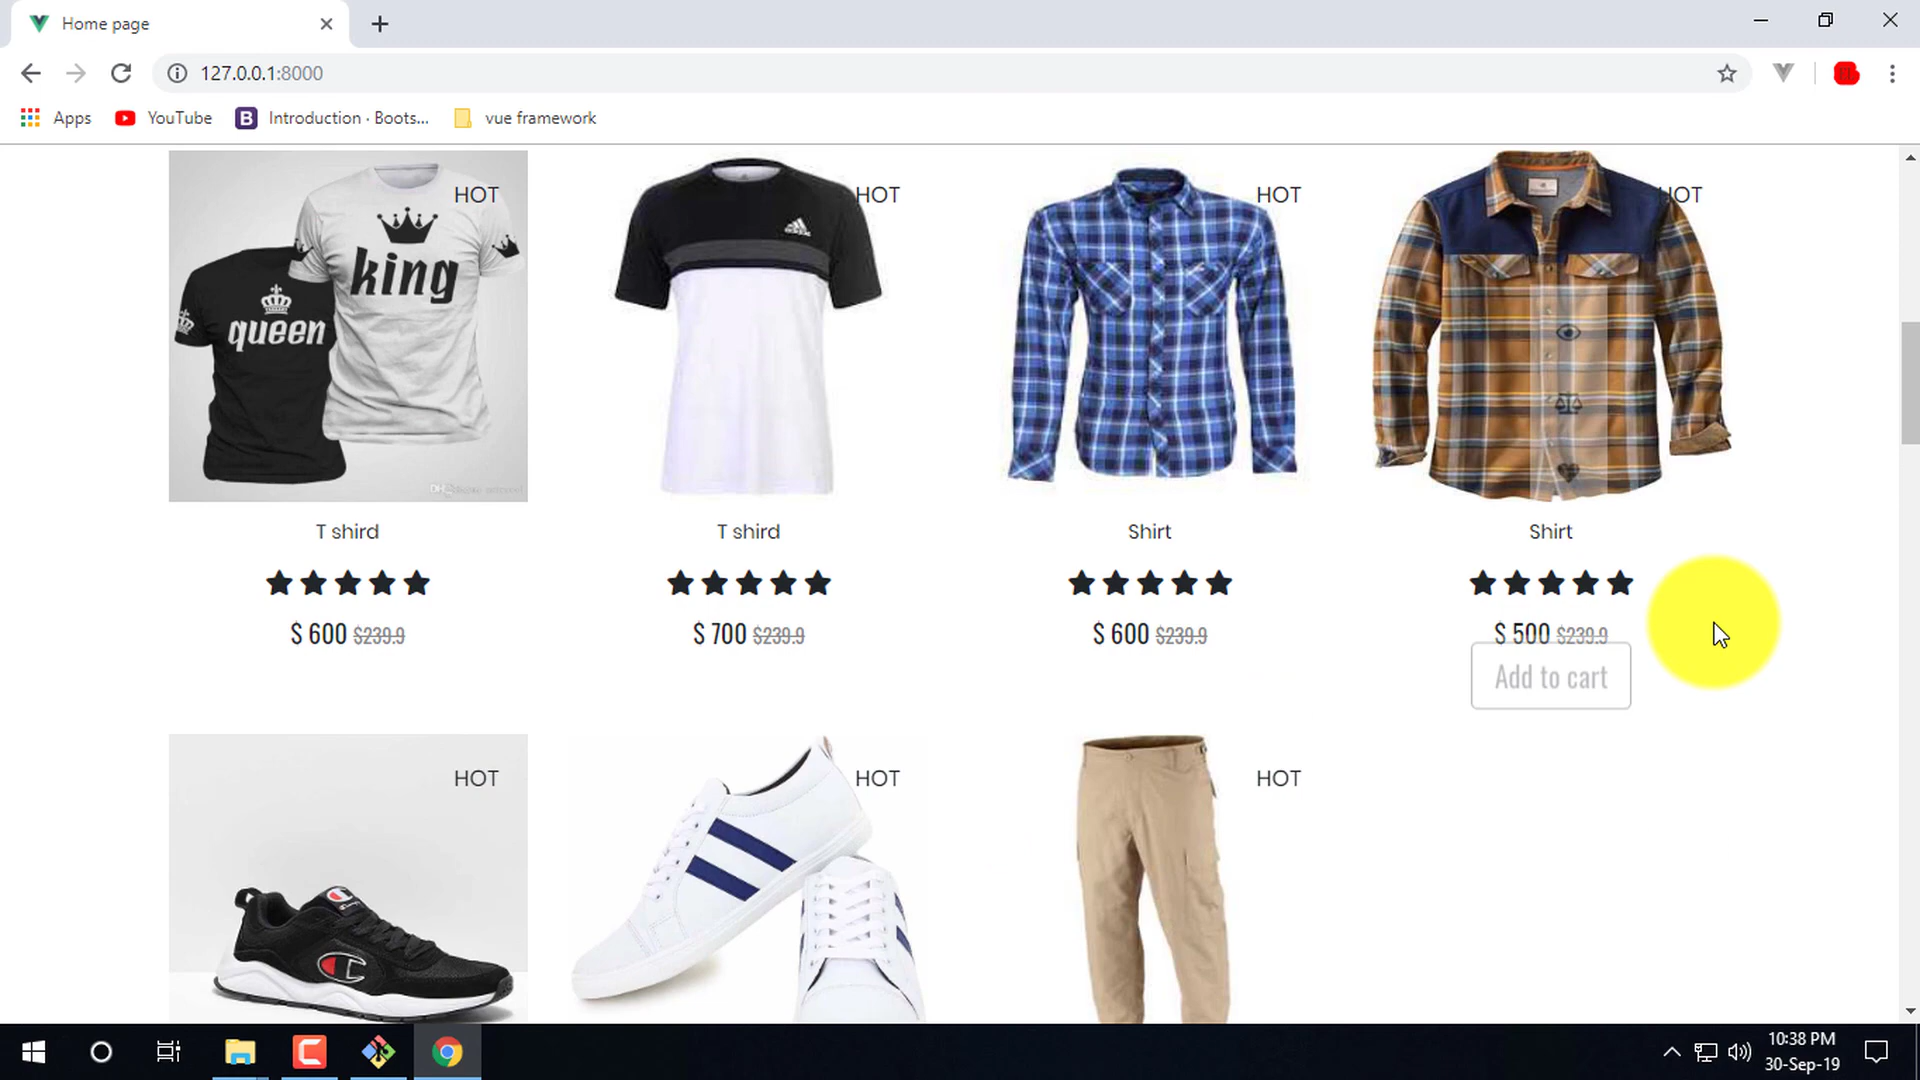 Home page
127.0.0.1:8000
Apps
YouTube
Introduction · Boots...
vue framework
HOT
HOT
HOT
HOT
king
queen
adidas
T shird
T shird
Shirt
Shirt
$ 600 $239.9
$ 700 $239.9
$ 600 $239.9
$ 500 $239.9
Add to cart
HOT
HOT
HOT
10:38 PM
30-Sep-19